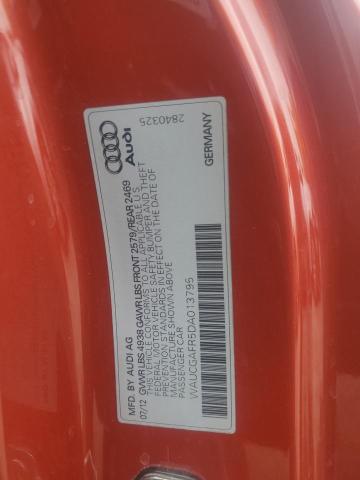 Audi
2840325
MFD. BY AUDI AG
07/12 GVWR LBS 4938 GAWR LBS FRONT 2579/REAR 2469
THIS VEHICLE CONFORMS TO ALL APPLICABLE U.S.
FEDERAL MOTOR VEHICLE SAFETY, BUMPER AND THEFT
PREVENTION STANDARDS IN EFFECT ON THE DATE OF
MANUFACTURE SHOWN ABOVE
PASSENGER CAR
WAUCGAFR5DA013795
GERMANY